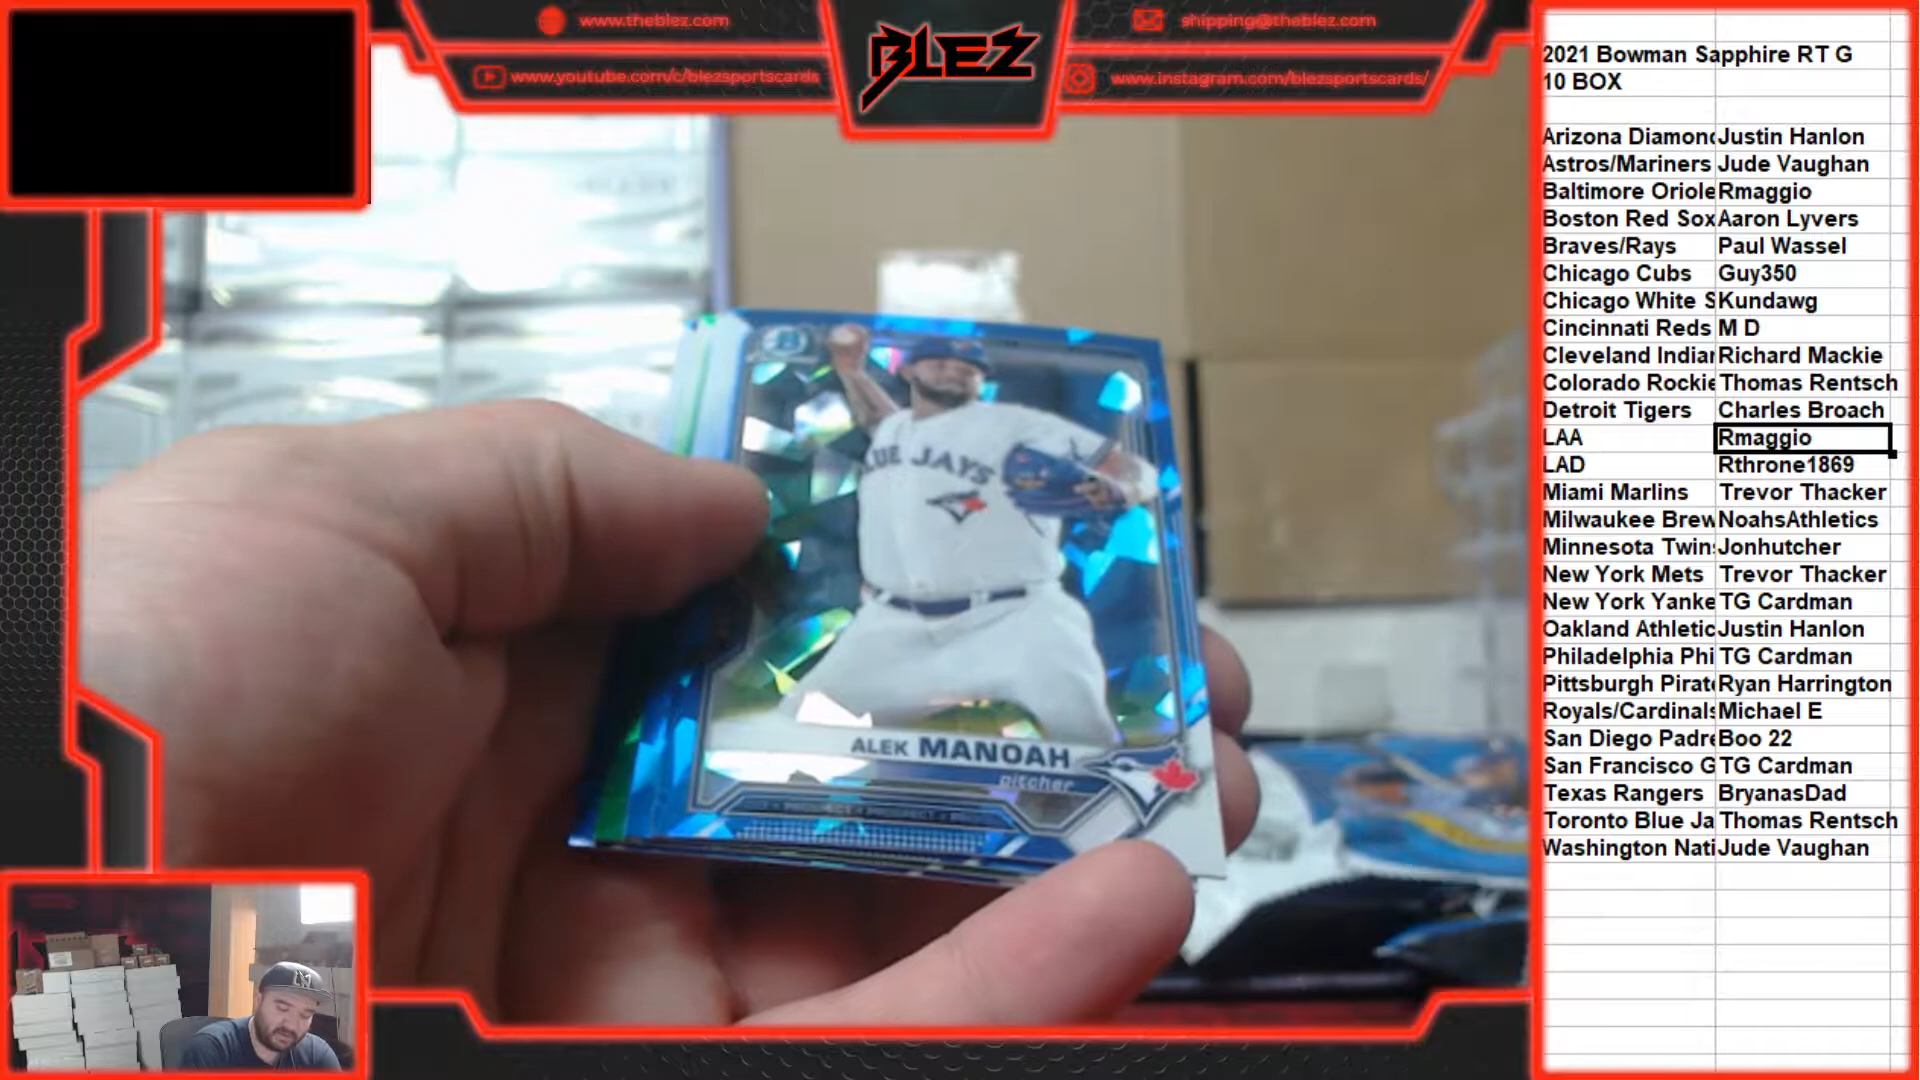 www.theblez.com
BLEZ
shipping@theblez.com
www.youtube.com/c/blezsportscards
www.instagram.com/blezsportscards/
2021 Bowman Sapphire RT G
10 BOX
Arizona Diamond Justin Hanlon
Astros/Mariners Jude Vaughan
Baltimore Oriole Rmaggio
Boston Red Sox Aaron Lyvers
Braves/Rays Paul Wassel
Chicago Cubs Guy350
Chicago White S Kundawg
Cincinnati Reds M D
Cleveland Indian Richard Mackie
Colorado Rockie Thomas Rentsch
Detroit Tigers Charles Broach
LAA Rmaggio
LAD Rthrone1869
Miami Marlins Trevor Thacker
Milwaukee Brew NoahsAthletics
Minnesota Twins Jonhutcher
New York Mets Trevor Thacker
New York Yanke TG Cardman
Oakland Athletic Justin Hanlon
Philadelphia Phi TG Cardman
Pittsburgh Pirate Ryan Harrington
Royals/Cardinals Michael E
San Diego Padre Boo 22
San Francisco G TG Cardman
Texas Rangers BryanasDad
Toronto Blue Ja Thomas Rentsch
Washington Nati Jude Vaughan
LUE JAYS
ALEK MANOAH
pitcher